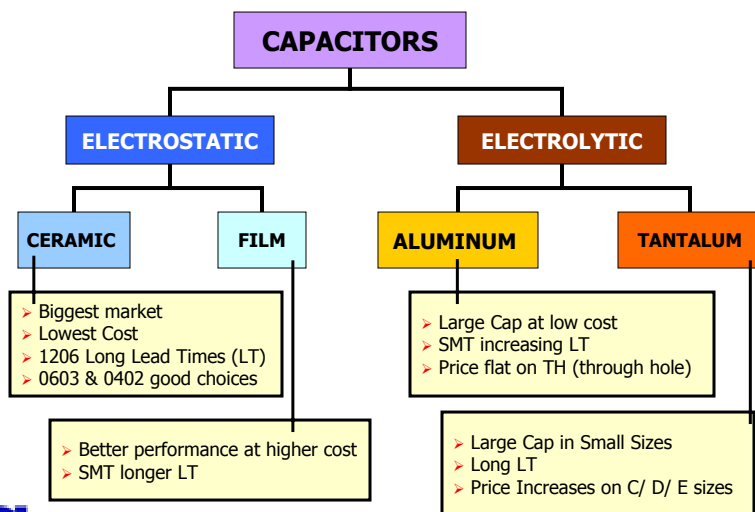 CAPACITORS
ELECTROSTATIC
ELECTROLYTIC
CERAMIC
FILM
ALUMINUM
TANTALUM
Biggest market
Lowest Cost
1206 Long Lead Times (LT)
0603 & 0402 good choices
Large Cap at low cost
SMT increasing LT
Price flat on TH (through hole)
Better performance at higher cost
SMT longer LT
Large Cap in Small Sizes
Long LT
Price Increases on C/ D/ E sizes